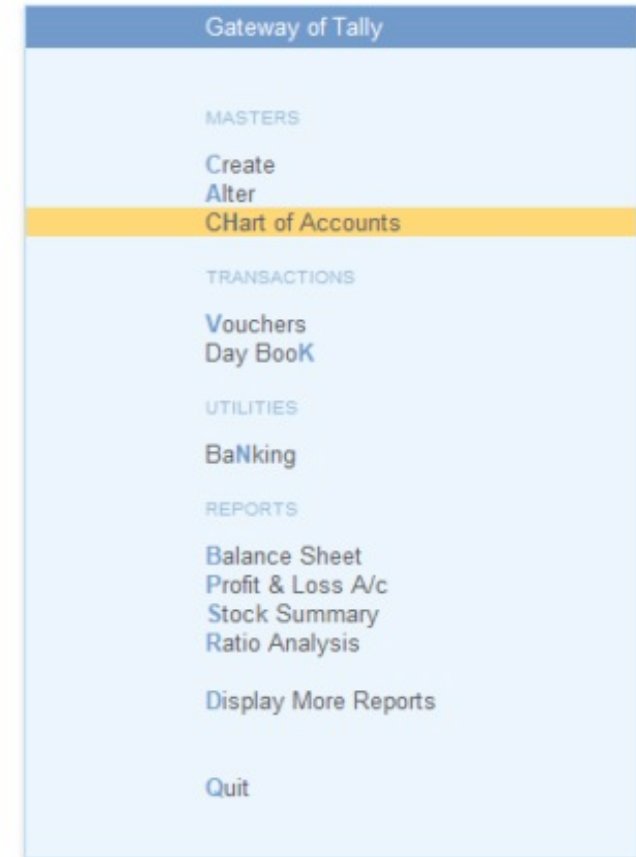 Gateway of Tally
MASTERS
Create
Alter
CHart of Accounts
TRANSACTIONS
Vouchers
Day BooK
UTILITIES
BaNking
REPORTS
Balance Sheet
Profit & Loss A/c
Stock Summary
Ratio Analysis
Display More Reports
Quit